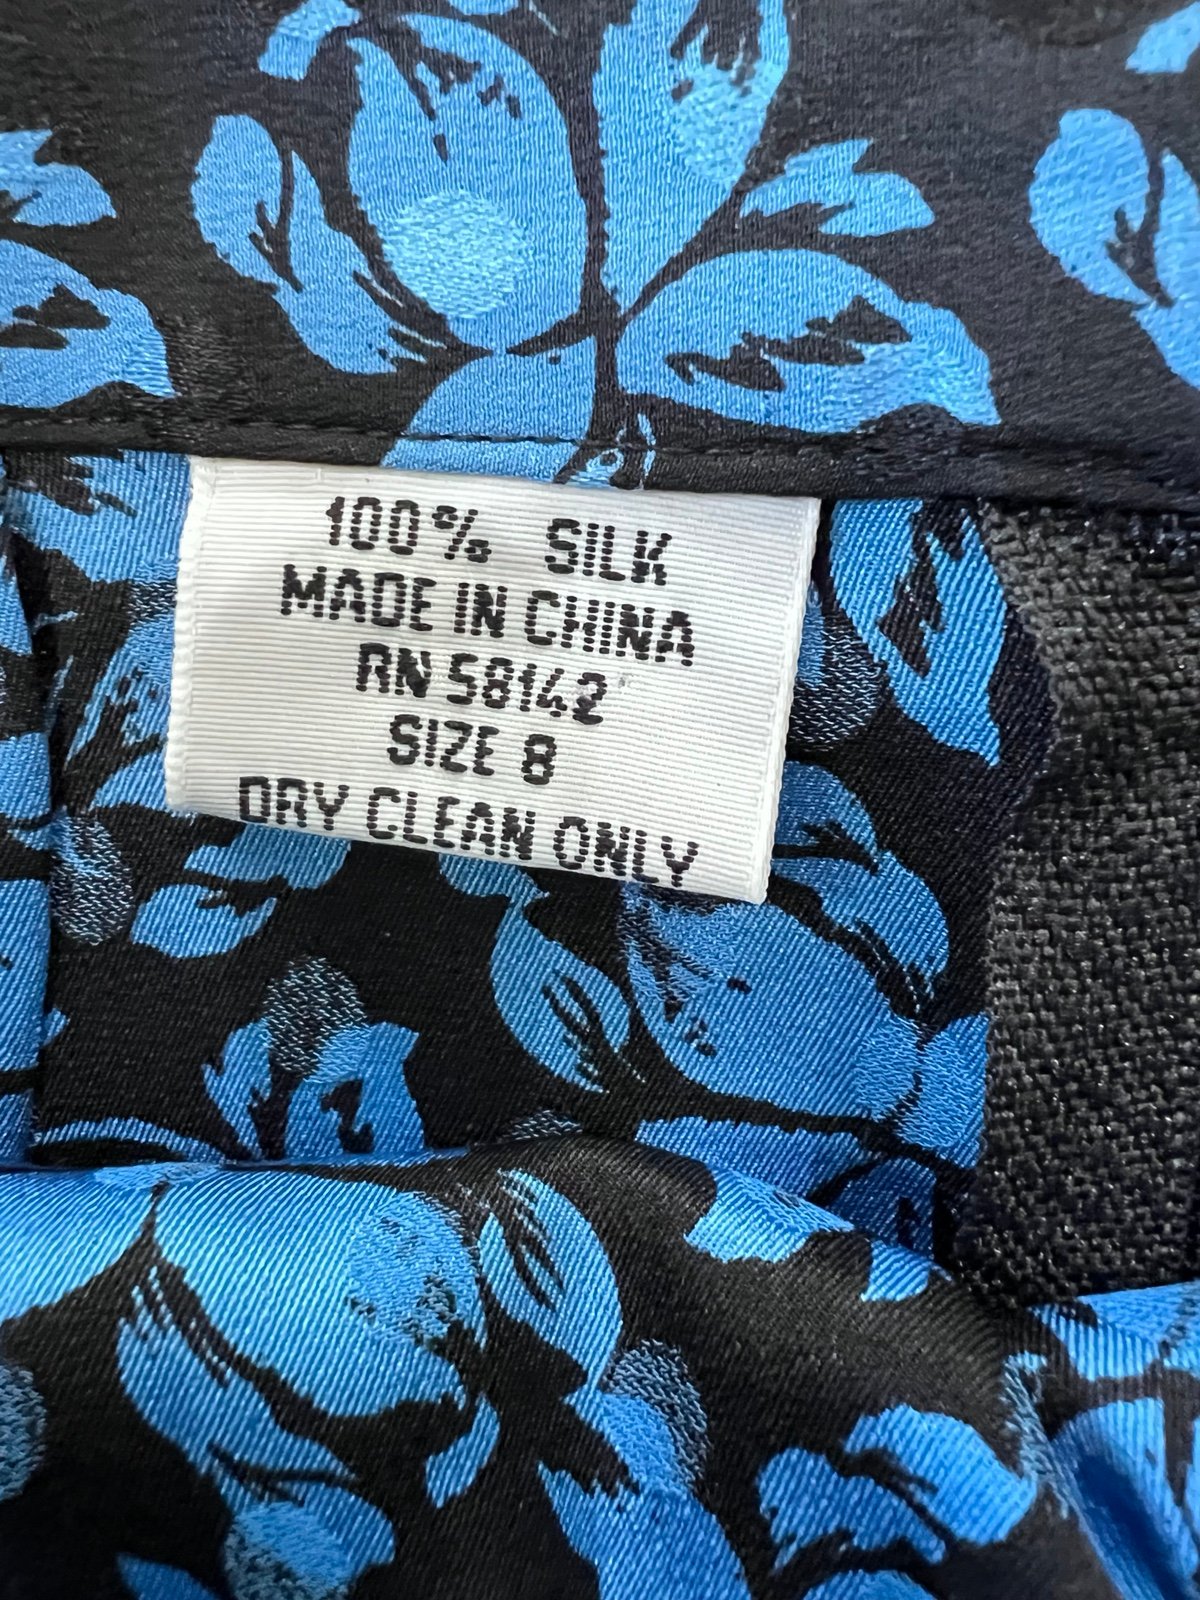 100% SILK
MADE IN CHINA
RN 58142
SIZE 8
DRY CLEAN ONLY